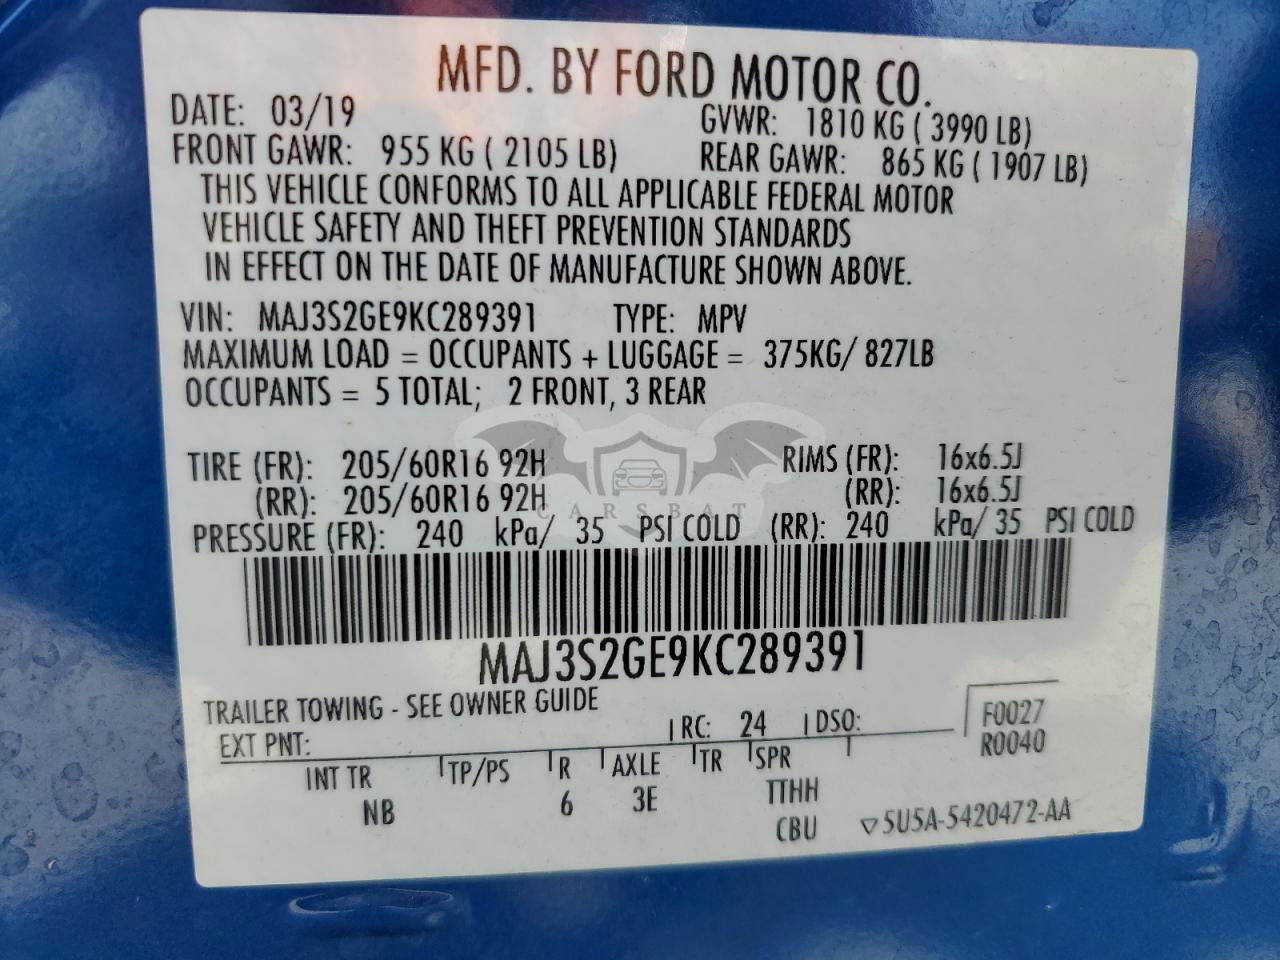 MFD. BY FORD MOTOR CO.
DATE: 03/19 GVWR: 1810 KG ( 3990 LB)
FRONT GAWR: 955 KG ( 2105 LB) REAR GAWR: 865 KG ( 1907 LB)
THIS VEHICLE CONFORMS TO ALL APPLICABLE FEDERAL MOTOR
VEHICLE SAFETY AND THEFT PREVENTION STANDARDS
IN EFFECT ON THE DATE OF MANUFACTURE SHOWN ABOVE.
VIN: MAJ3S2GE9KC289391 TYPE: MPV
MAXIMUM LOAD = OCCUPANTS + LUGGAGE = 375KG/ 827LB
OCCUPANTS = 5 TOTAL; 2 FRONT, 3 REAR
TIRE (FR): 205/60R16 92H RIMS (FR): 16x6.5J
(RR): 205/60R16 92H (RR): 16x6.5J
CARSBAT
PRESSURE (FR): 240 kPa/ 35 PSI COLD (RR): 240 kPa/ 35 PSI COLD
MAJ3S2GE9KC289391
TRAILER TOWING - SEE OWNER GUIDE
EXT PNT: RC: 24 DSO: F0027
R0040
INT TR TP/PS R AXLE TR SPR
NB 6 3E TTHH
CBU ▽5U5A-5420472-AA